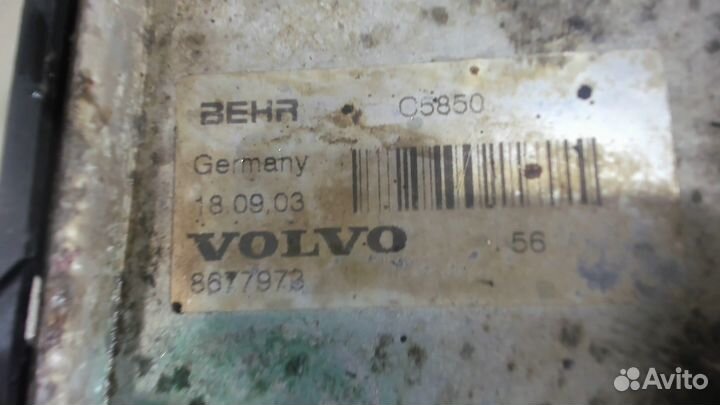 BEHR C5850
Germany
18.09.03
VOLVO 56
8677973
Avito